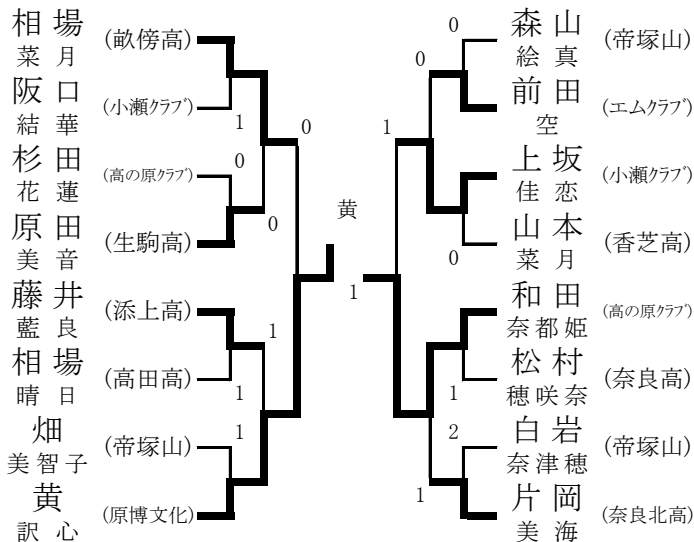 相場
菜月
(畝傍高)
阪口
結華
(小瀬クラブ)
1
0
杉田
花蓮
(高の原クラブ)
0
原田
美音
(生駒高)
0
藤井
藍良
(添上高)
1
相場
晴日
(高田高)
1
畑
美智子
(帝塚山)
1
黄
訳心
(原博文化)
黄
1
森山
絵真
(帝塚山)
0
0
前田
空
(エムクラブ)
1
上坂
佳恋
(小瀬クラブ)
山本
菜月
(香芝高)
0
和田
奈都姫
(高の原クラブ)
松村
穂咲奈
(奈良高)
1
白岩
奈津穂
(帝塚山)
2
片岡
美海
(奈良北高)
1